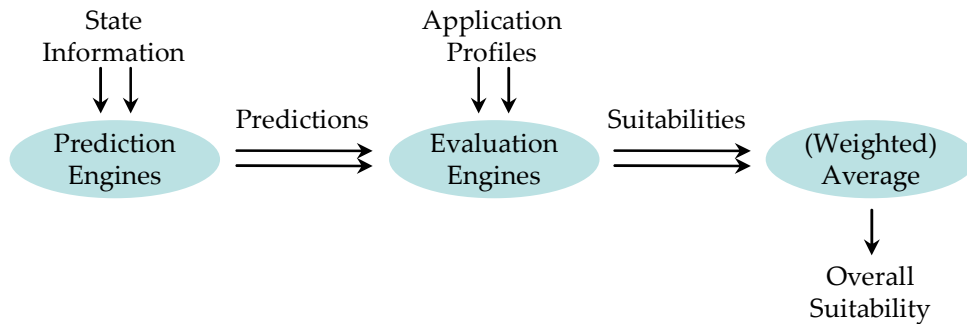 State
Information
Application
Profiles
Predictions
Suitabilities
Prediction
Engines
Evaluation
Engines
(Weighted)
Average
Overall
Suitability